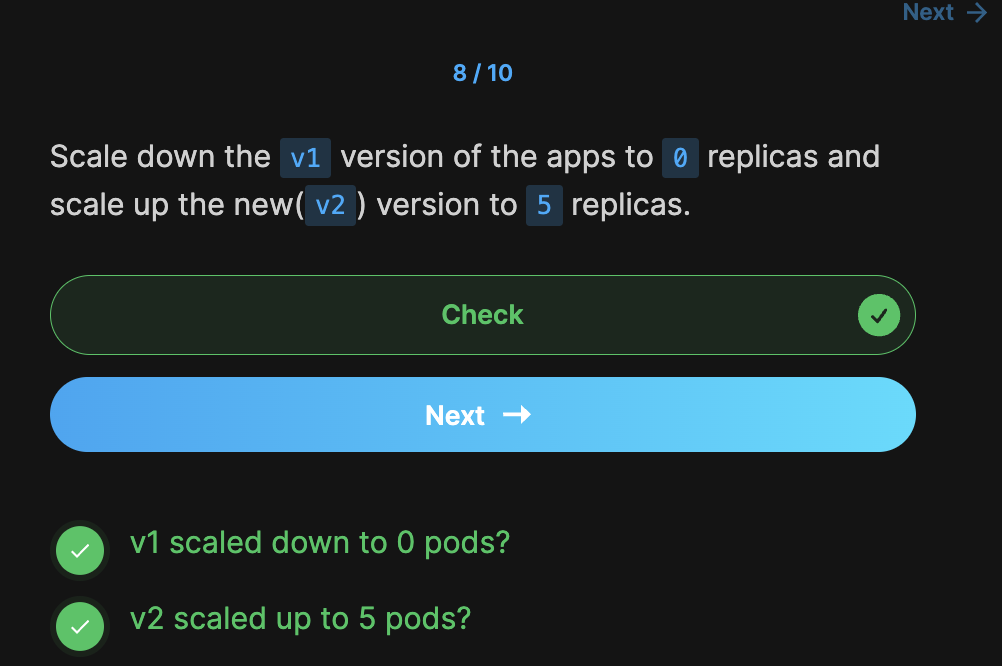 Next →
8 / 10
Scale down the v1 version of the apps to 0 replicas and
scale up the new(v2) version to 5 replicas.
Check
Next →
v1 scaled down to 0 pods?
v2 scaled up to 5 pods?